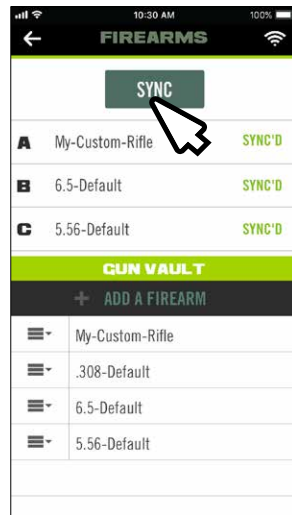 10:30 AM 100%
FIREARMS
SYNC
A My-Custom-Rifle SYNC'D
B 6.5-Default SYNC'D
C 5.56-Default SYNC'D
GUN VAULT
+ ADD A FIREARM
My-Custom-Rifle
.308-Default
6.5-Default
5.56-Default